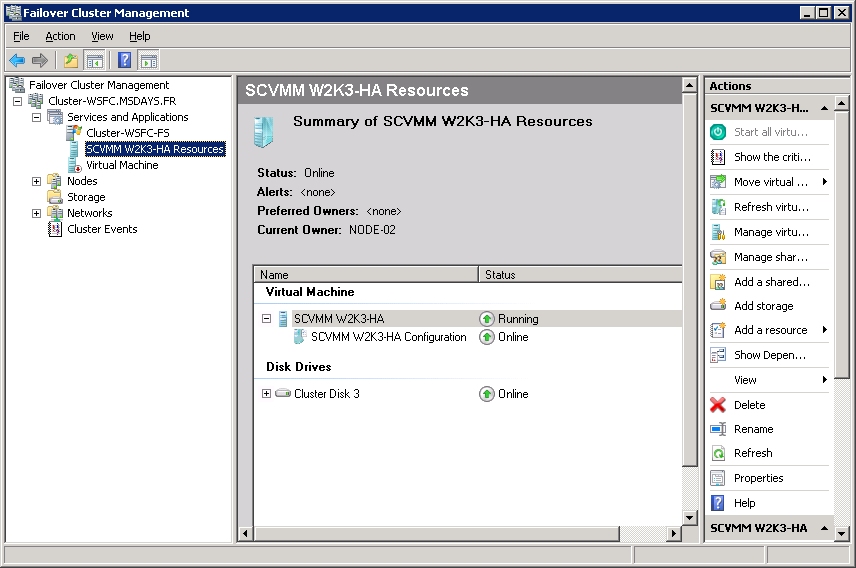 Failover Cluster Management
File Action View Help
Failover Cluster Management
Cluster-WSFC.MSDAYS.FR
Services and Applications
Cluster-WSFC-FS
SCVMM W2K3-HA Resources
Virtual Machine
Nodes
Storage
Networks
Cluster Events
SCVMM W2K3-HA Resources
Summary of SCVMM W2K3-HA Resources
Status: Online
Alerts: <none>
Preferred Owners: <none>
Current Owner: NODE-02
Name Status
Virtual Machine
SCVMM W2K3-HA Running
SCVMM W2K3-HA Configuration Online
Disk Drives
Cluster Disk 3 Online
Actions
SCVMM W2K3-H...
Start all virtu...
Show the criti...
Move virtual ...
Refresh virtu...
Manage virtu...
Manage shar...
Add a shared...
Add storage
Add a resource
Show Depen...
View
Delete
Rename
Refresh
Properties
Help
SCVMM W2K3-HA